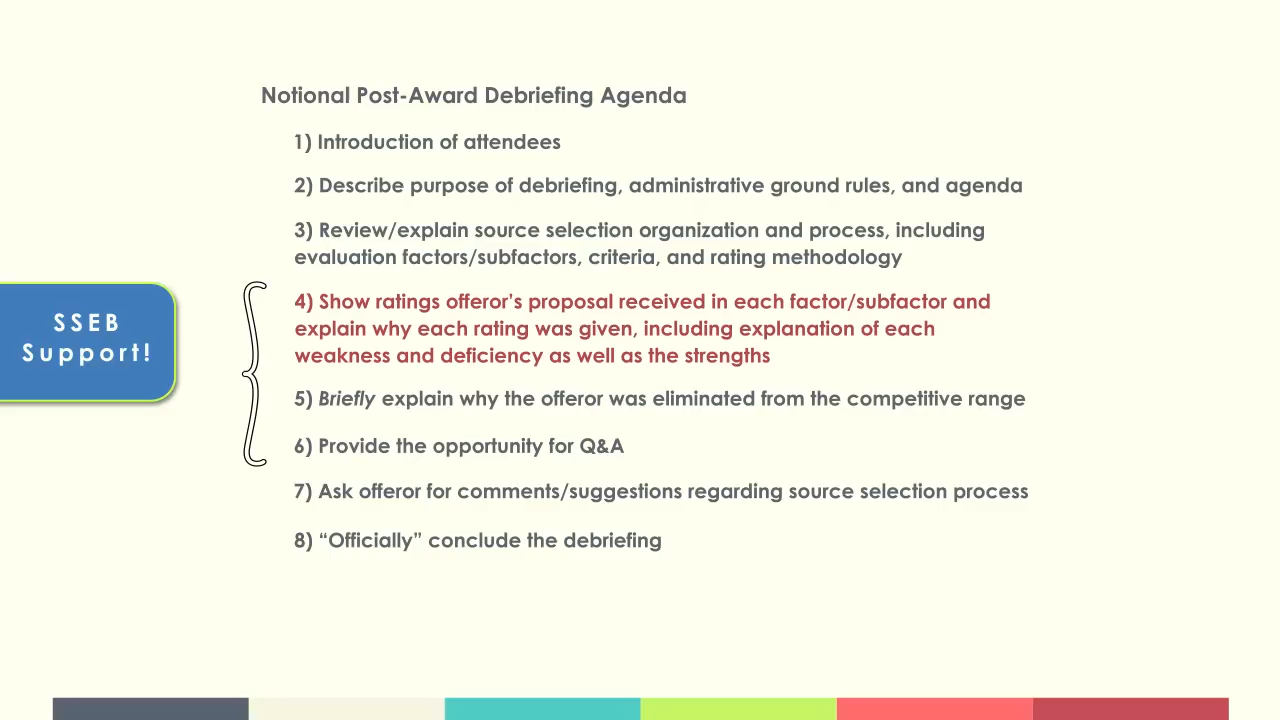 Notional Post-Award Debriefing Agenda
1) Introduction of attendees
2) Describe purpose of debriefing, administrative ground rules, and agenda
3) Review/explain source selection organization and process, including
evaluation factors/subfactors, criteria, and rating methodology
SSEB
Support!
4) Show ratings offeror’s proposal received in each factor/subfactor and
explain why each rating was given, including explanation of each
weakness and deficiency as well as the strengths
5) Briefly explain why the offeror was eliminated from the competitive range
6) Provide the opportunity for Q&A
7) Ask offeror for comments/suggestions regarding source selection process
8) “Officially” conclude the debriefing